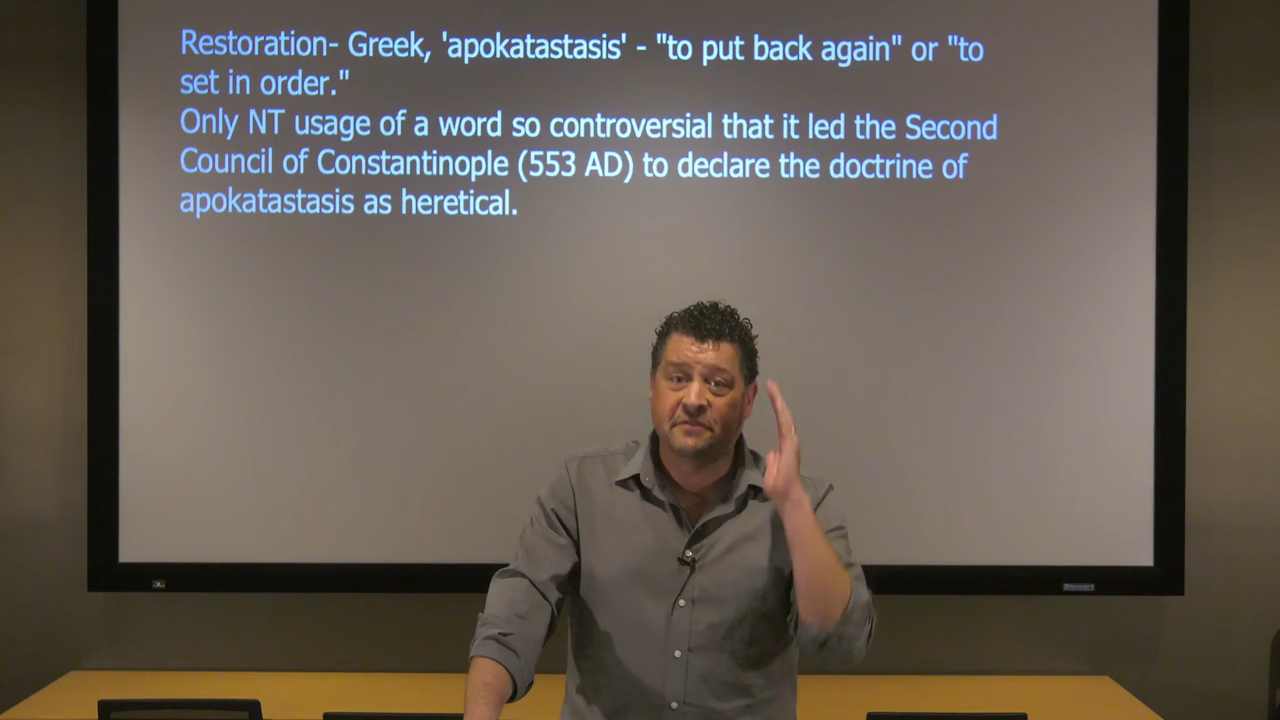 Restoration- Greek, 'apokatastasis' - "to put back again" or "to
set in order."
Only NT usage of a word so controversial that it led the Second
Council of Constantinople (553 AD) to declare the doctrine of
apokatastasis as heretical.